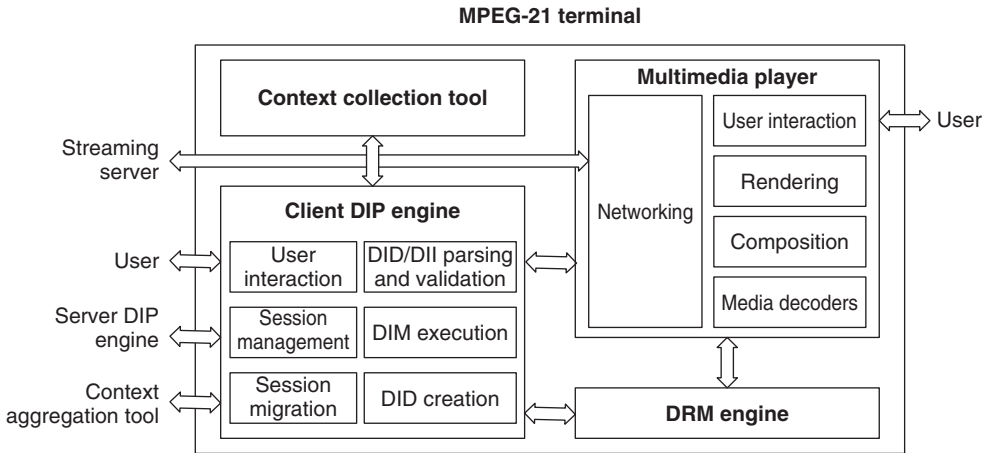 MPEG-21 terminal
Context collection tool
Multimedia player
Networking
User interaction
Rendering
Composition
Media decoders
User
Streaming
server
Client DIP engine
User
interaction
DID/DII parsing
and validation
Session
management
DIM execution
Session
migration
DID creation
User
Server DIP
engine
Context
aggregation tool
DRM engine